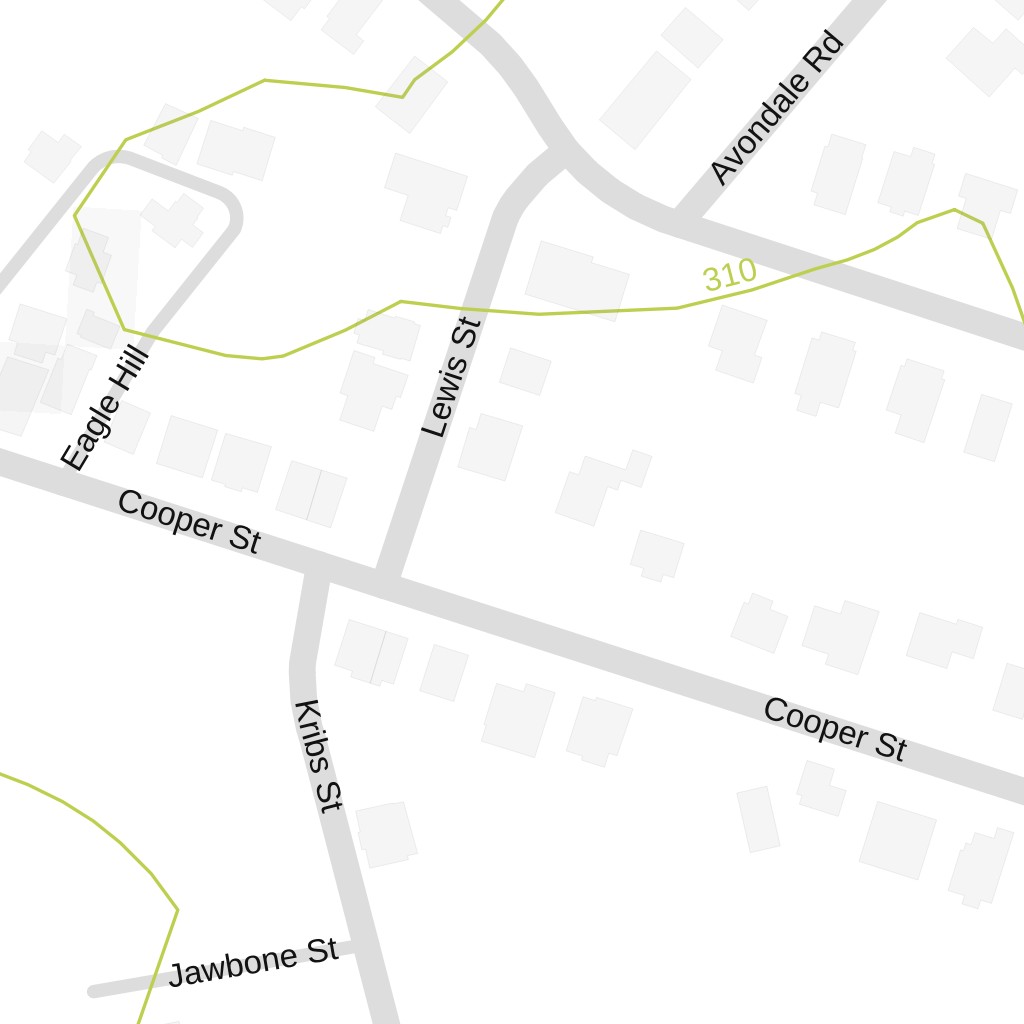 Avondale Rd
310
Lewis St
Eagle Hill
Cooper St
Cooper St
Kribs St
Jawbone St